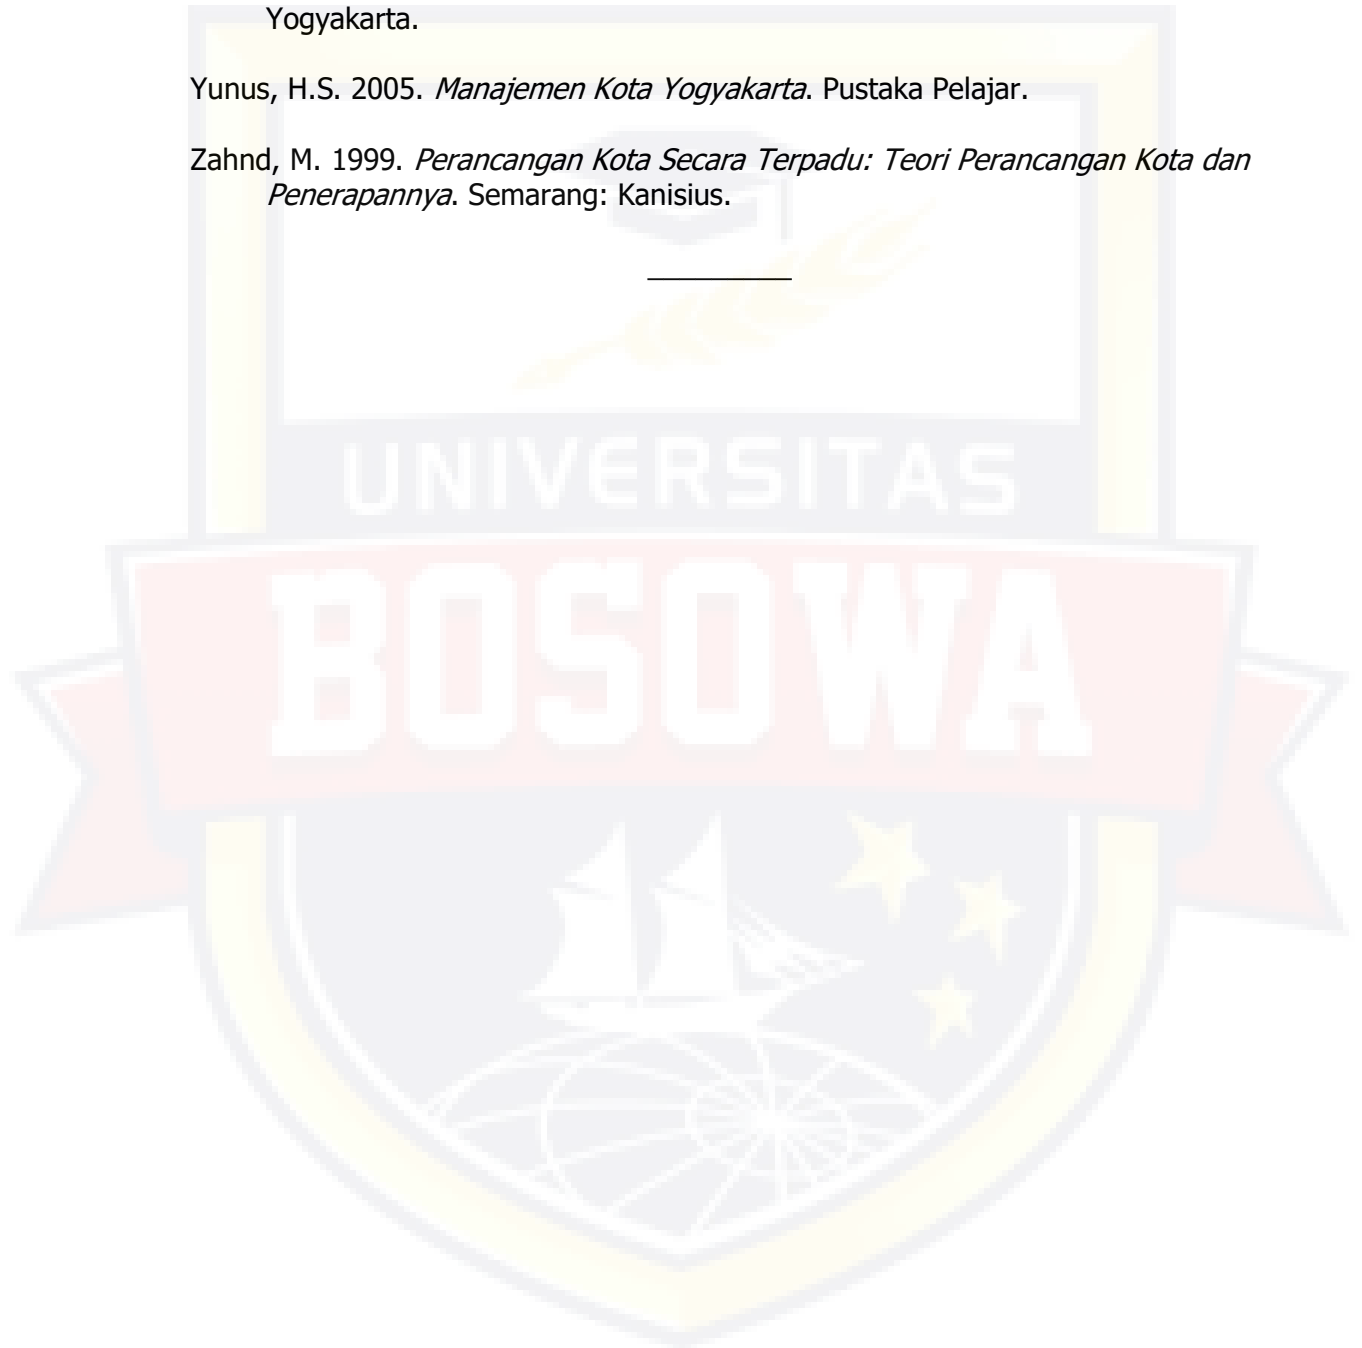 Yogyakarta.
Yunus, H.S. 2005. Manajemen Kota Yogyakarta. Pustaka Pelajar.
Zahnd, M. 1999. Perancangan Kota Secara Terpadu: Teori Perancangan Kota dan
Penerapannya. Semarang: Kanisius.
UNIVERSITAS
BOSOWA